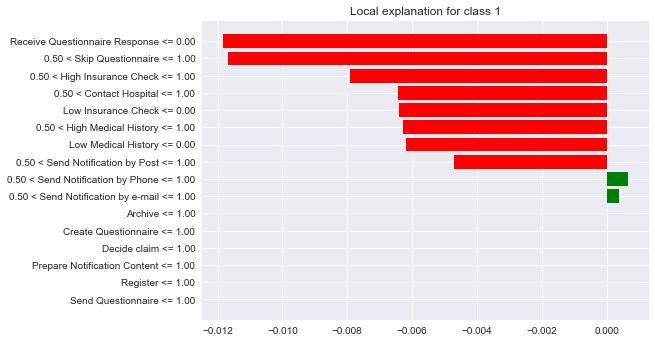 Local explanation for class 1
Receive Questionnaire Response <= 0.00
0.50 < Skip Questionnaire <= 1.00
0.50 < High Insurance Check <= 1.00
0.50 < Contact Hospital <= 1.00
Low Insurance Check <= 0.00
0.50 < High Medical History <= 1.00
Low Medical History <= 0.00
0.50 < Send Notification by Post <= 1.00
0.50 < Send Notification by Phone <= 1.00
0.50 < Send Notification by e-mail <= 1.00
Archive <= 1.00
Create Questionnaire <= 1.00
Decide claim <= 1.00
Prepare Notification Content <= 1.00
Register <= 1.00
Send Questionnaire <= 1.00
−0.012 −0.010 −0.008 −0.006 −0.004 −0.002 0.000